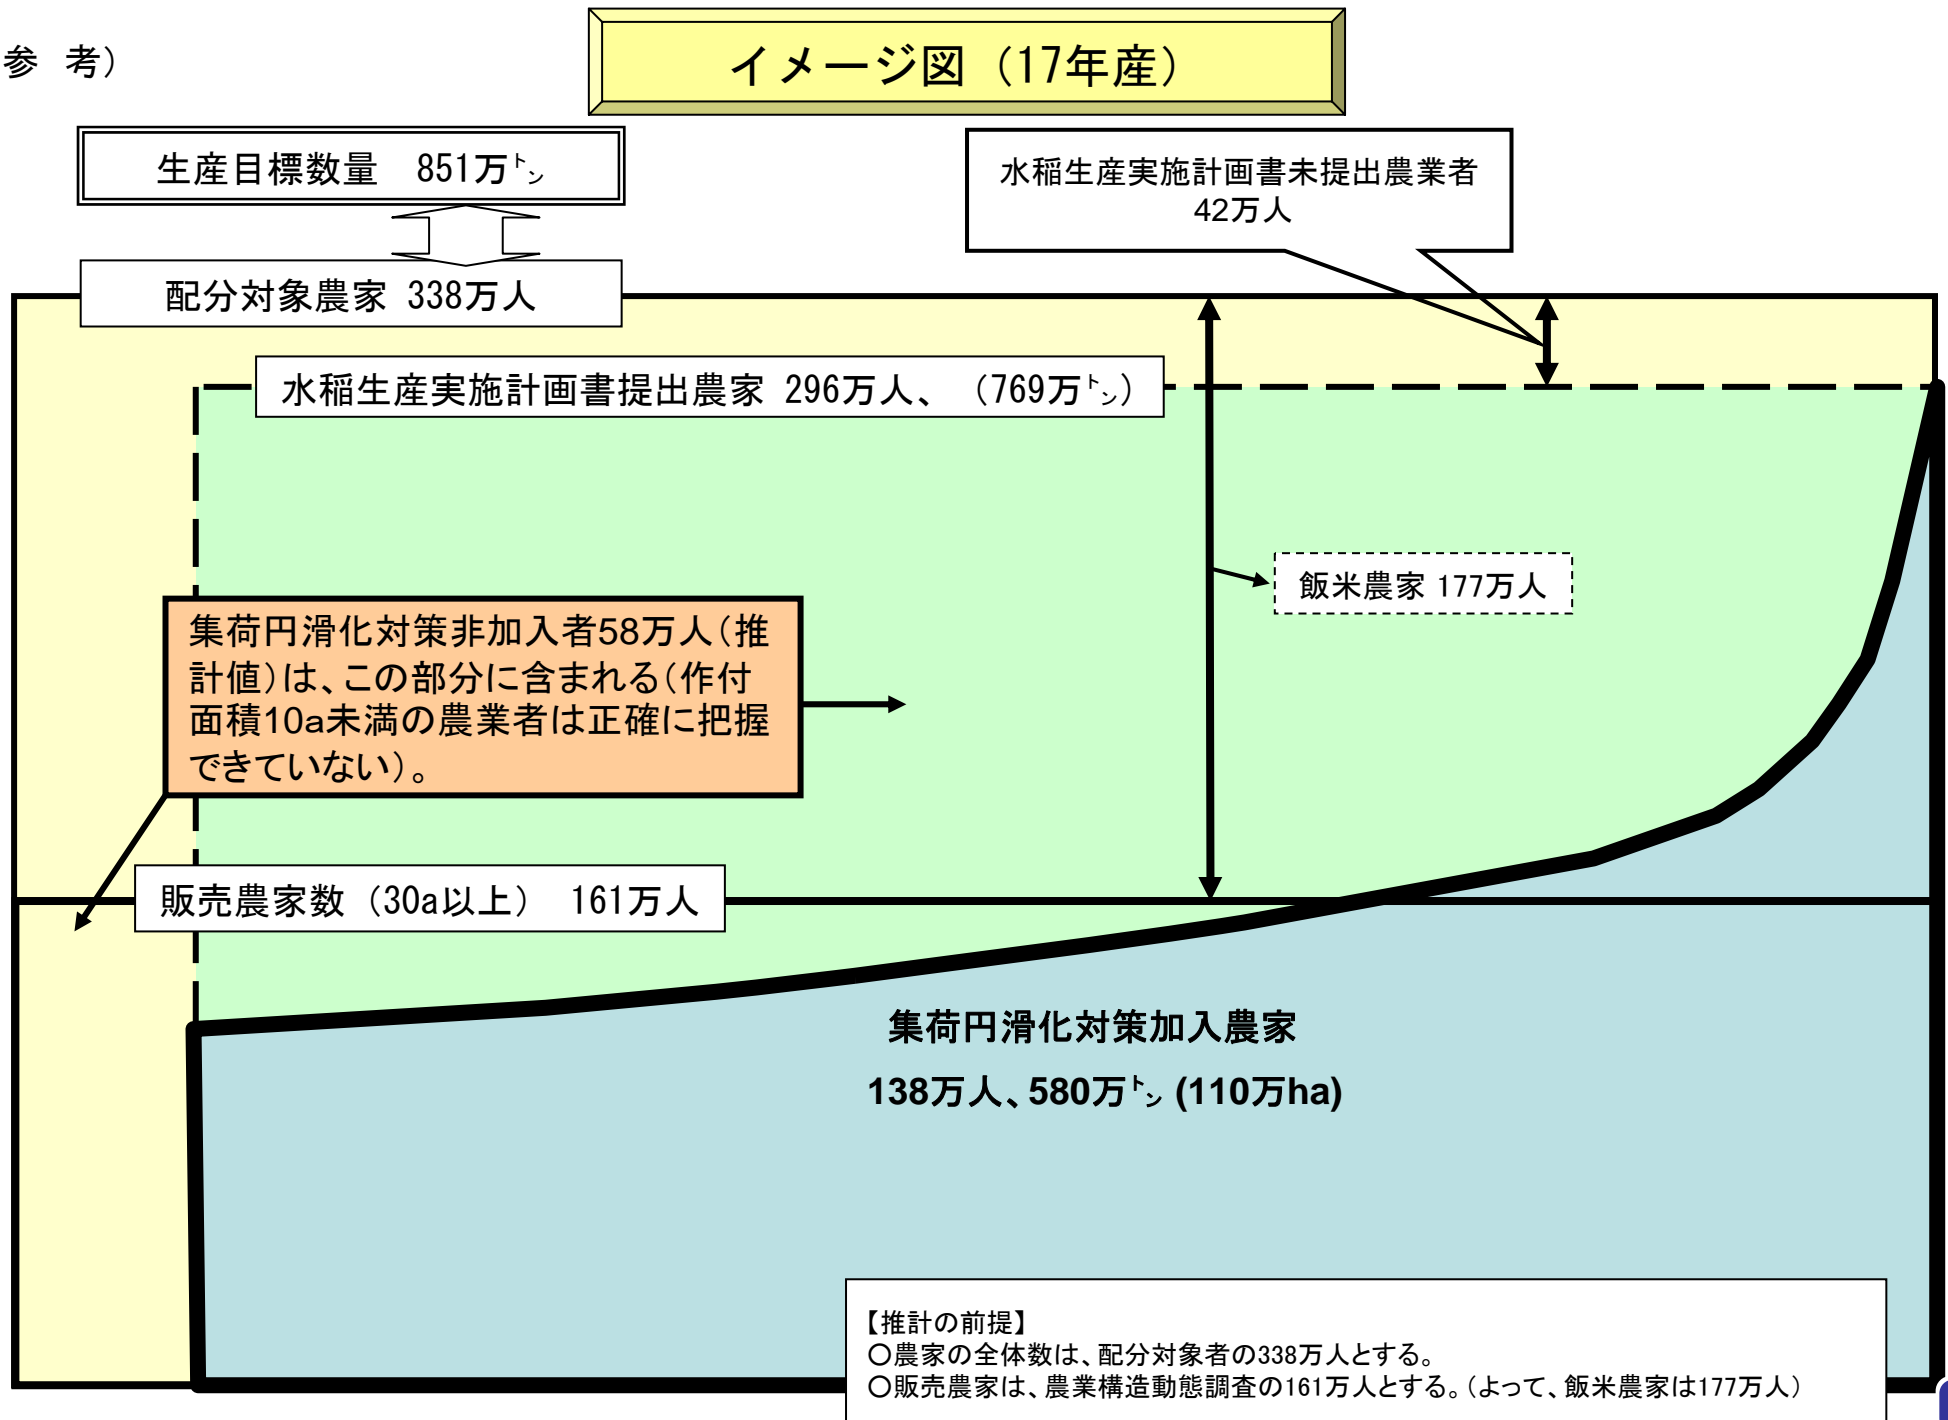 参　考）
イメージ図（17年産）
生産目標数量　851万㌧
水稲生産実施計画書未提出農業者
42万人
配分対象農家 338万人
水稲生産実施計画書提出農家 296万人、（769万㌧）
飯米農家 177万人
集荷円滑化対策非加入者58万人（推
計値）は、この部分に含まれる（作付
面積10a未満の農業者は正確に把握
できていない）。
販売農家数（30a以上）　161万人
集荷円滑化対策加入農家
138万人、580万㌧ (110万ha)
【推計の前提】
○農家の全体数は、配分対象者の338万人とする。
○販売農家は、農業構造動態調査の161万人とする。（よって、飯米農家は177万人）